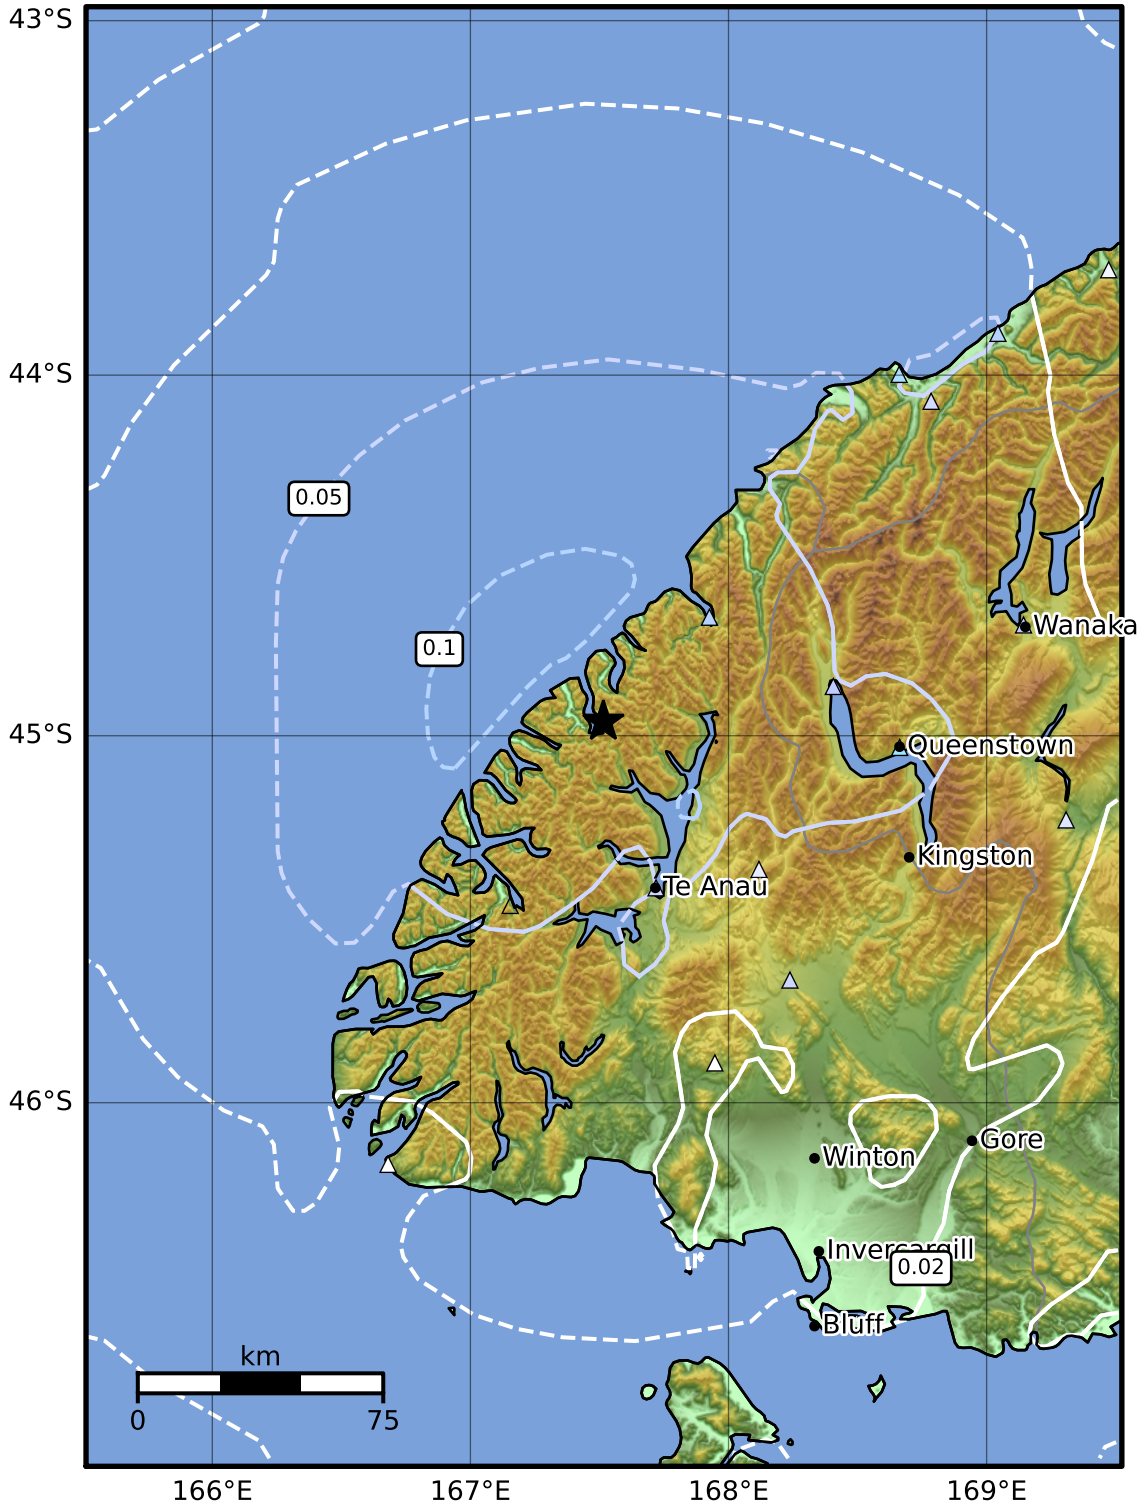 43°S
44°S
0.05
0.1
Wanaka
45°S
Queenstown
Kingston
Te Anau
46°S
Gore
Winton
Invercargill
0.02
Bluff
km
0 75
166°E 167°E 168°E 169°E